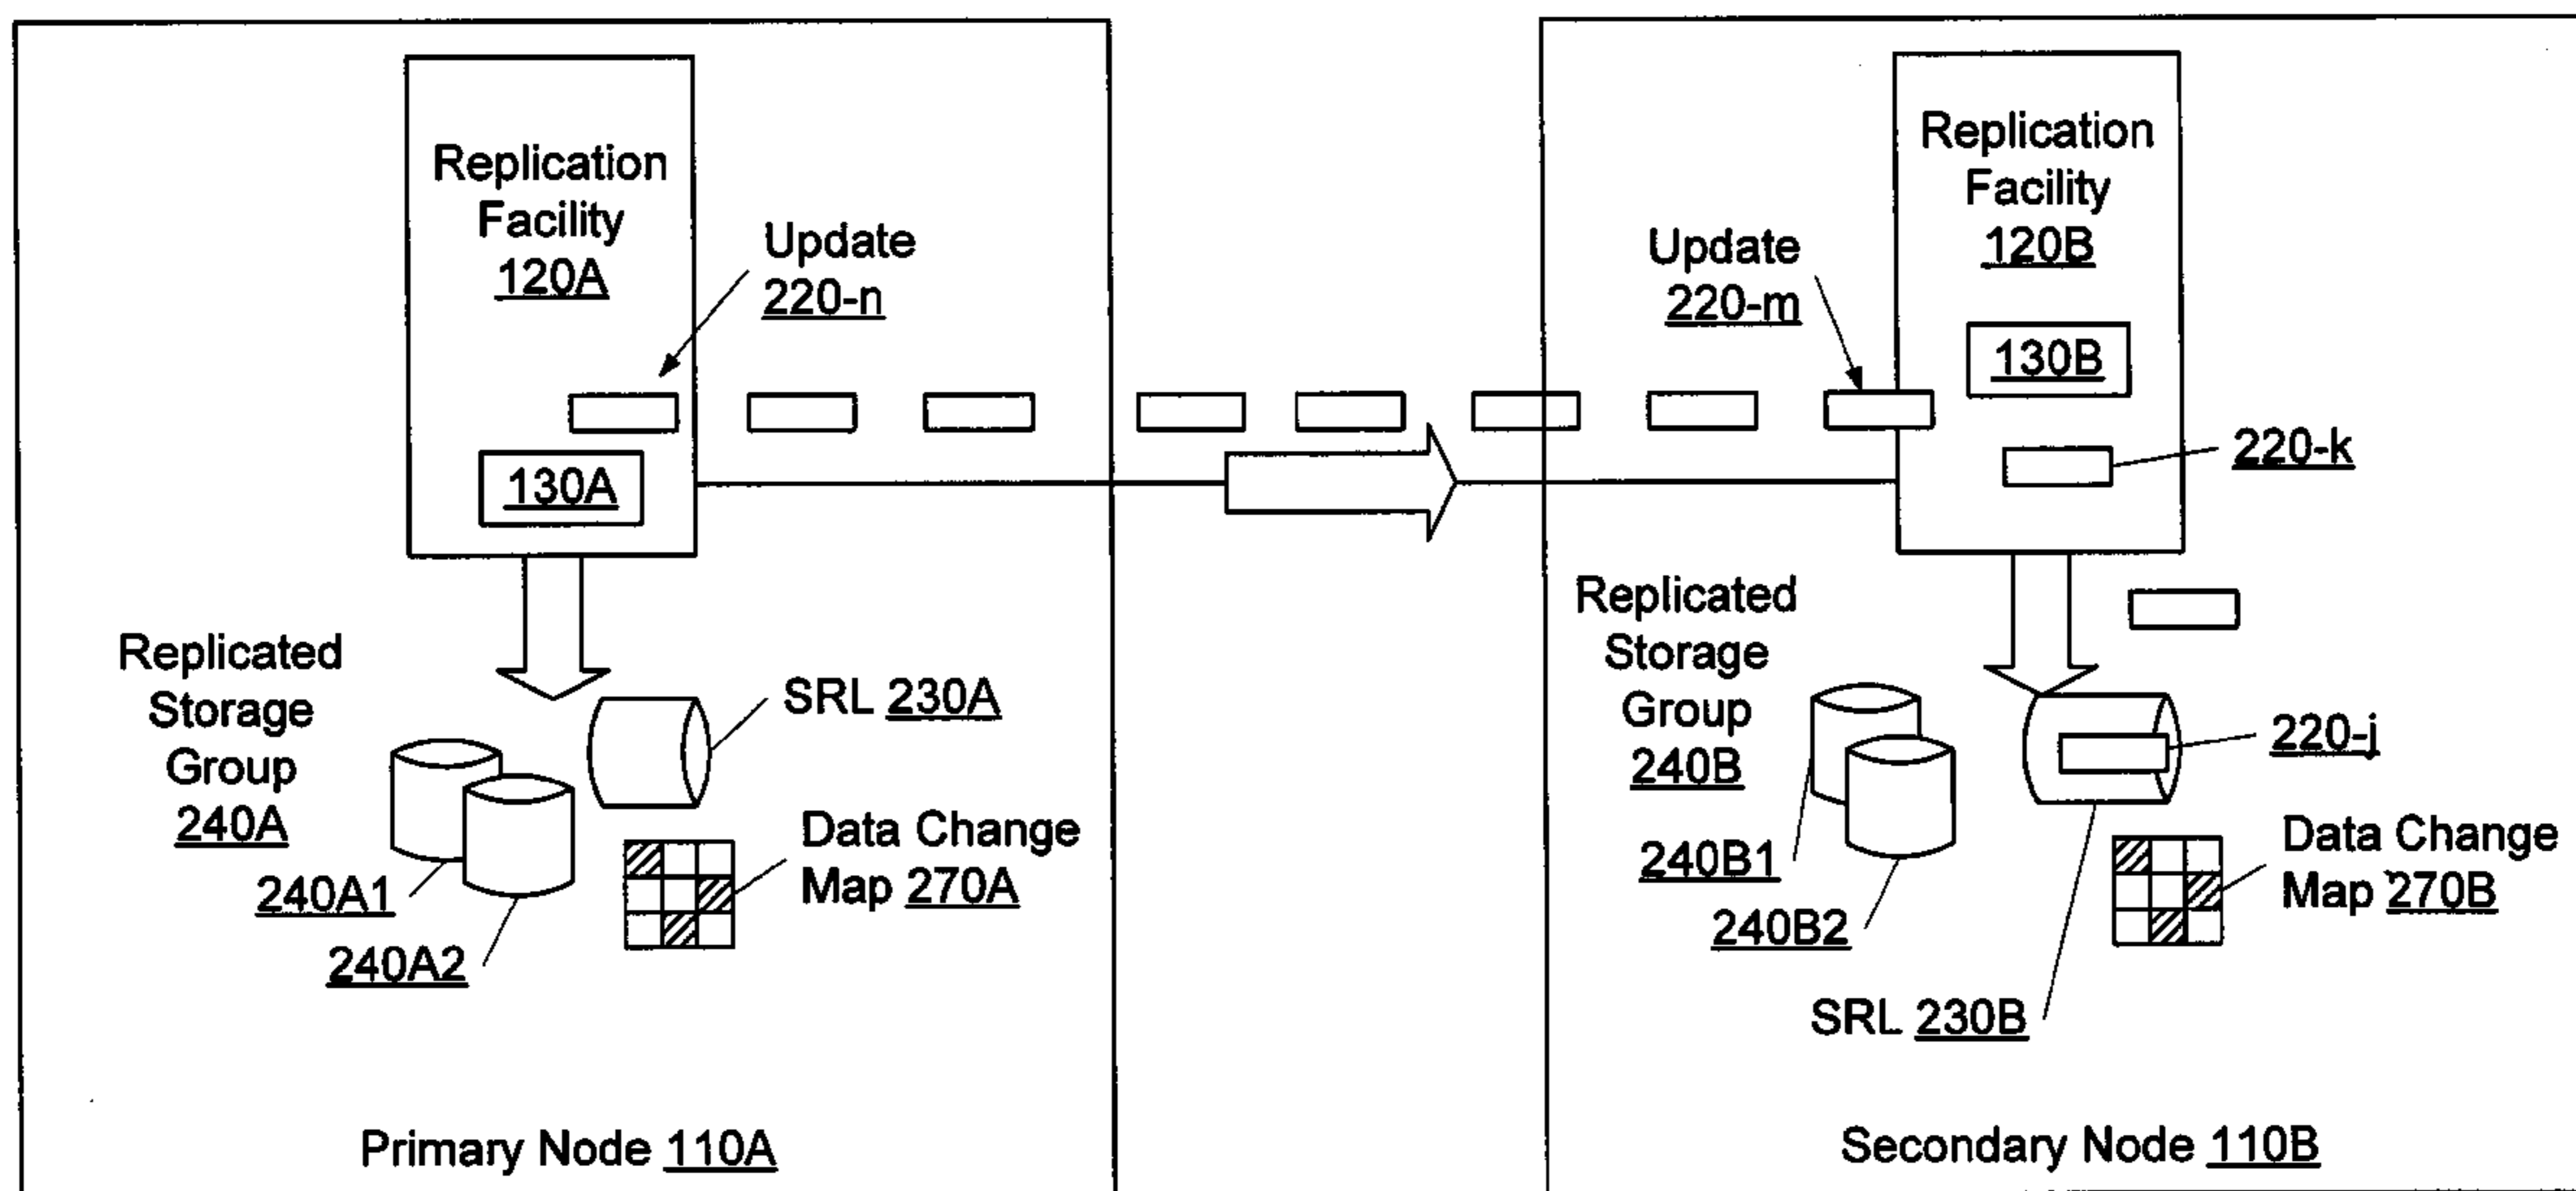 Replication
Facility
120A
Update
220-n
130A
Replicated
Storage
Group
240A
240A1
240A2
SRL 230A
Data Change
Map 270A
Primary Node 110A
Replication
Facility
120B
Update
220-m
130B
220-k
Replicated
Storage
Group
240B
240B1
240B2
220-j
Data Change
Map 270B
SRL 230B
Secondary Node 110B